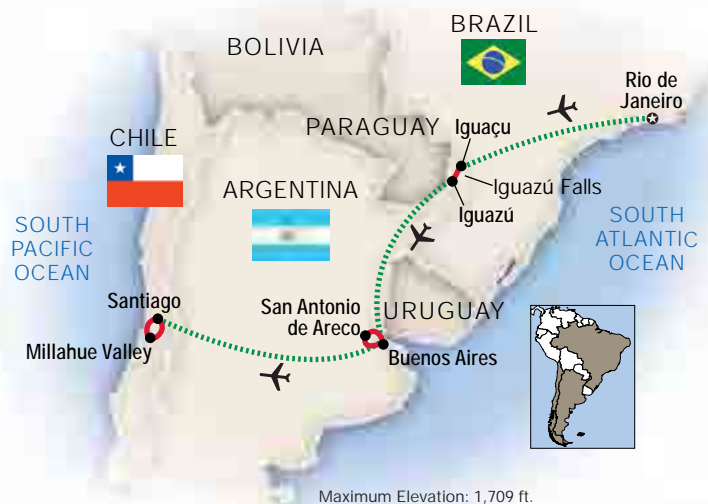 BRAZIL
BOLIVIA
Rio de
Janeiro
PARAGUAY
Iguaçu
CHILE
Iguazú Falls
ARGENTINA
Iguazú
SOUTH
PACIFIC
OCEAN
SOUTH
ATLANTIC
OCEAN
Santiago
San Antonio
de Areco
URUGUAY
Millahue Valley
Buenos Aires
Maximum Elevation: 1,709 ft.